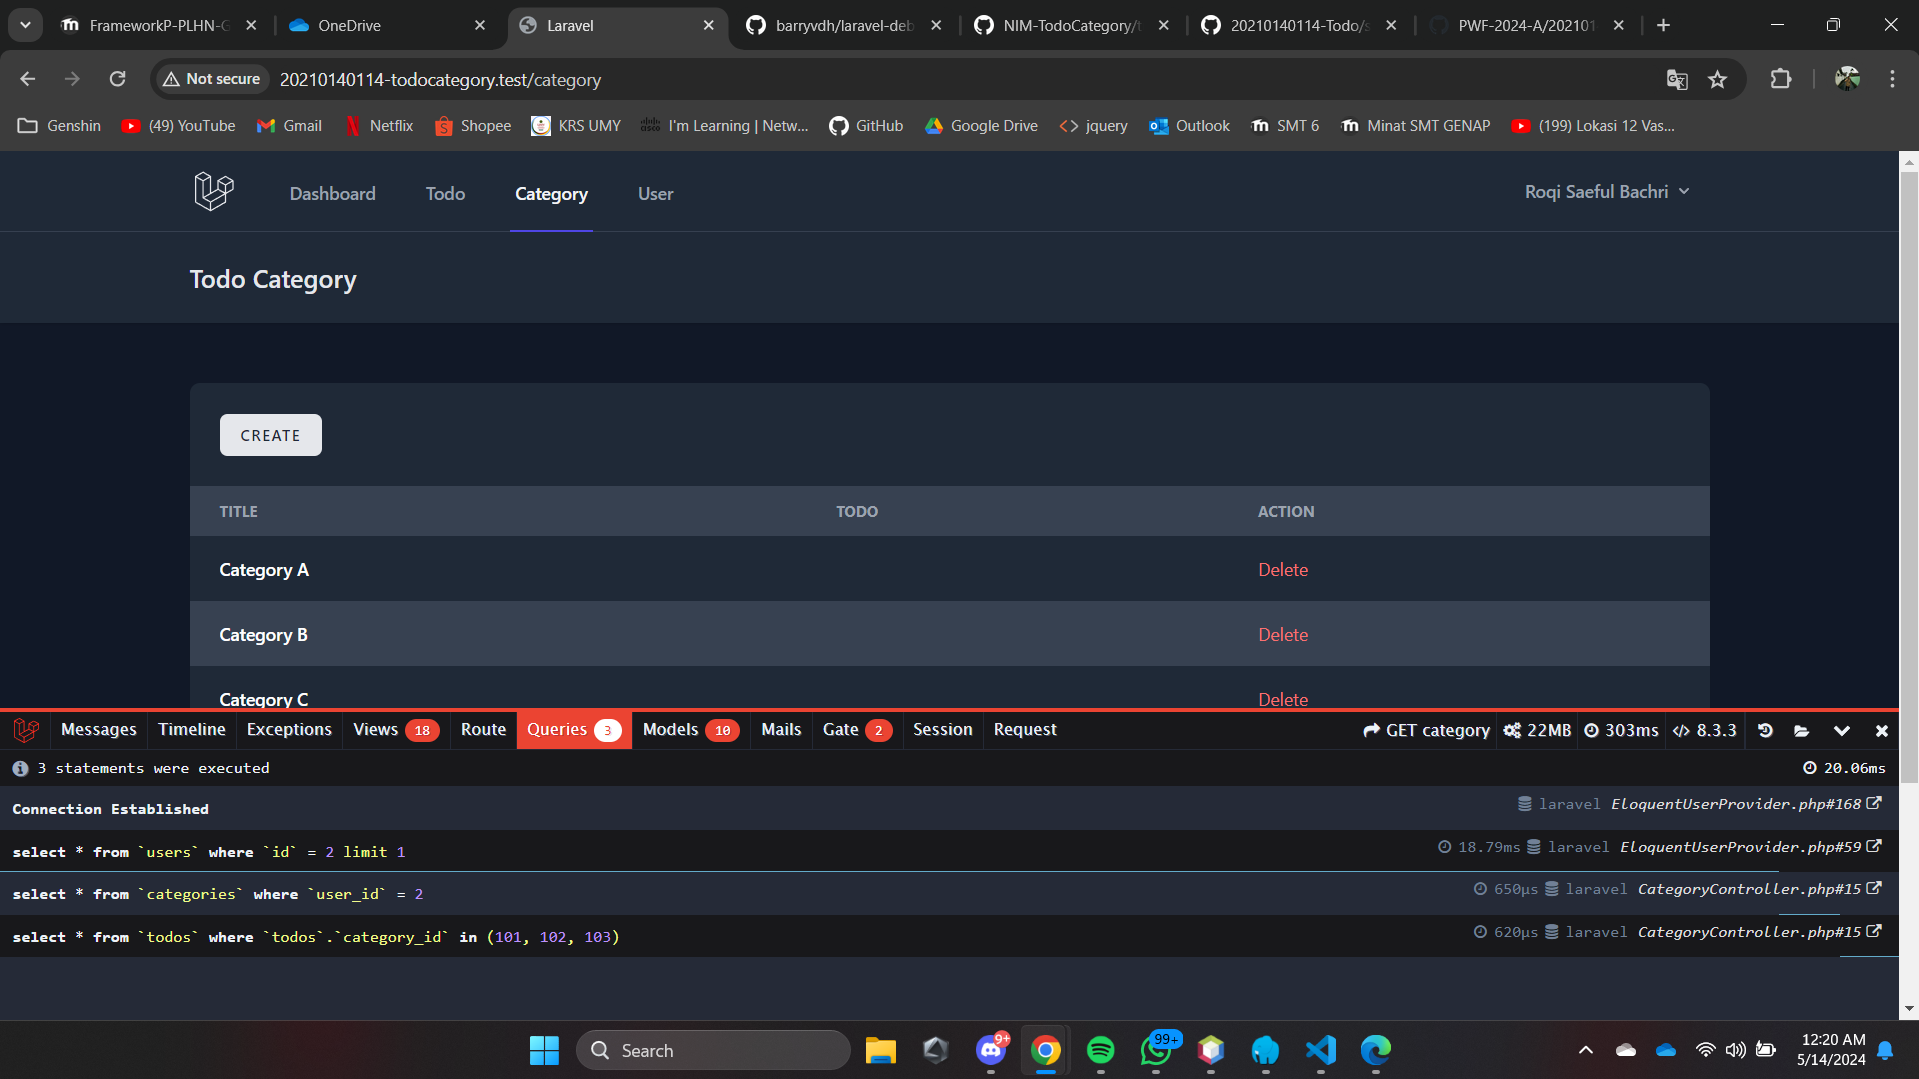 FrameworkP-PLHN-G
OneDrive
Laravel
barryvdh/laravel-deb
NIM-TodoCategory/t
20210140114-Todo/s
PWF-2024-A/202101
Not secure
20210140114-todocategory.test/category
Genshin
(49) YouTube
Gmail
Netflix
Shopee
KRS UMY
I'm Learning | Netw...
GitHub
Google Drive
jquery
Outlook
SMT 6
Minat SMT GENAP
(199) Lokasi 12 Vas...
Dashboard
Todo
Category
User
Roqi Saeful Bachri
Todo Category
CREATE
TITLE TODO ACTION
Category A Delete
Category B Delete
Category C Delete
Messages Timeline Exceptions Views 18 Route Queries 3 Models 10 Mails Gate 2 Session Request GET category 22MB 303ms 8.3.3
3 statements were executed 20.06ms
Connection Established laravel EloquentUserProvider.php#168
select * from `users` where `id` = 2 limit 1 18.79ms laravel EloquentUserProvider.php#59
select * from `categories` where `user_id` = 2 650μs laravel CategoryController.php#15
select * from `todos` where `todos`.`category_id` in (101, 102, 103) 620μs laravel CategoryController.php#15
Search
9+
99+
12:20 AM
5/14/2024